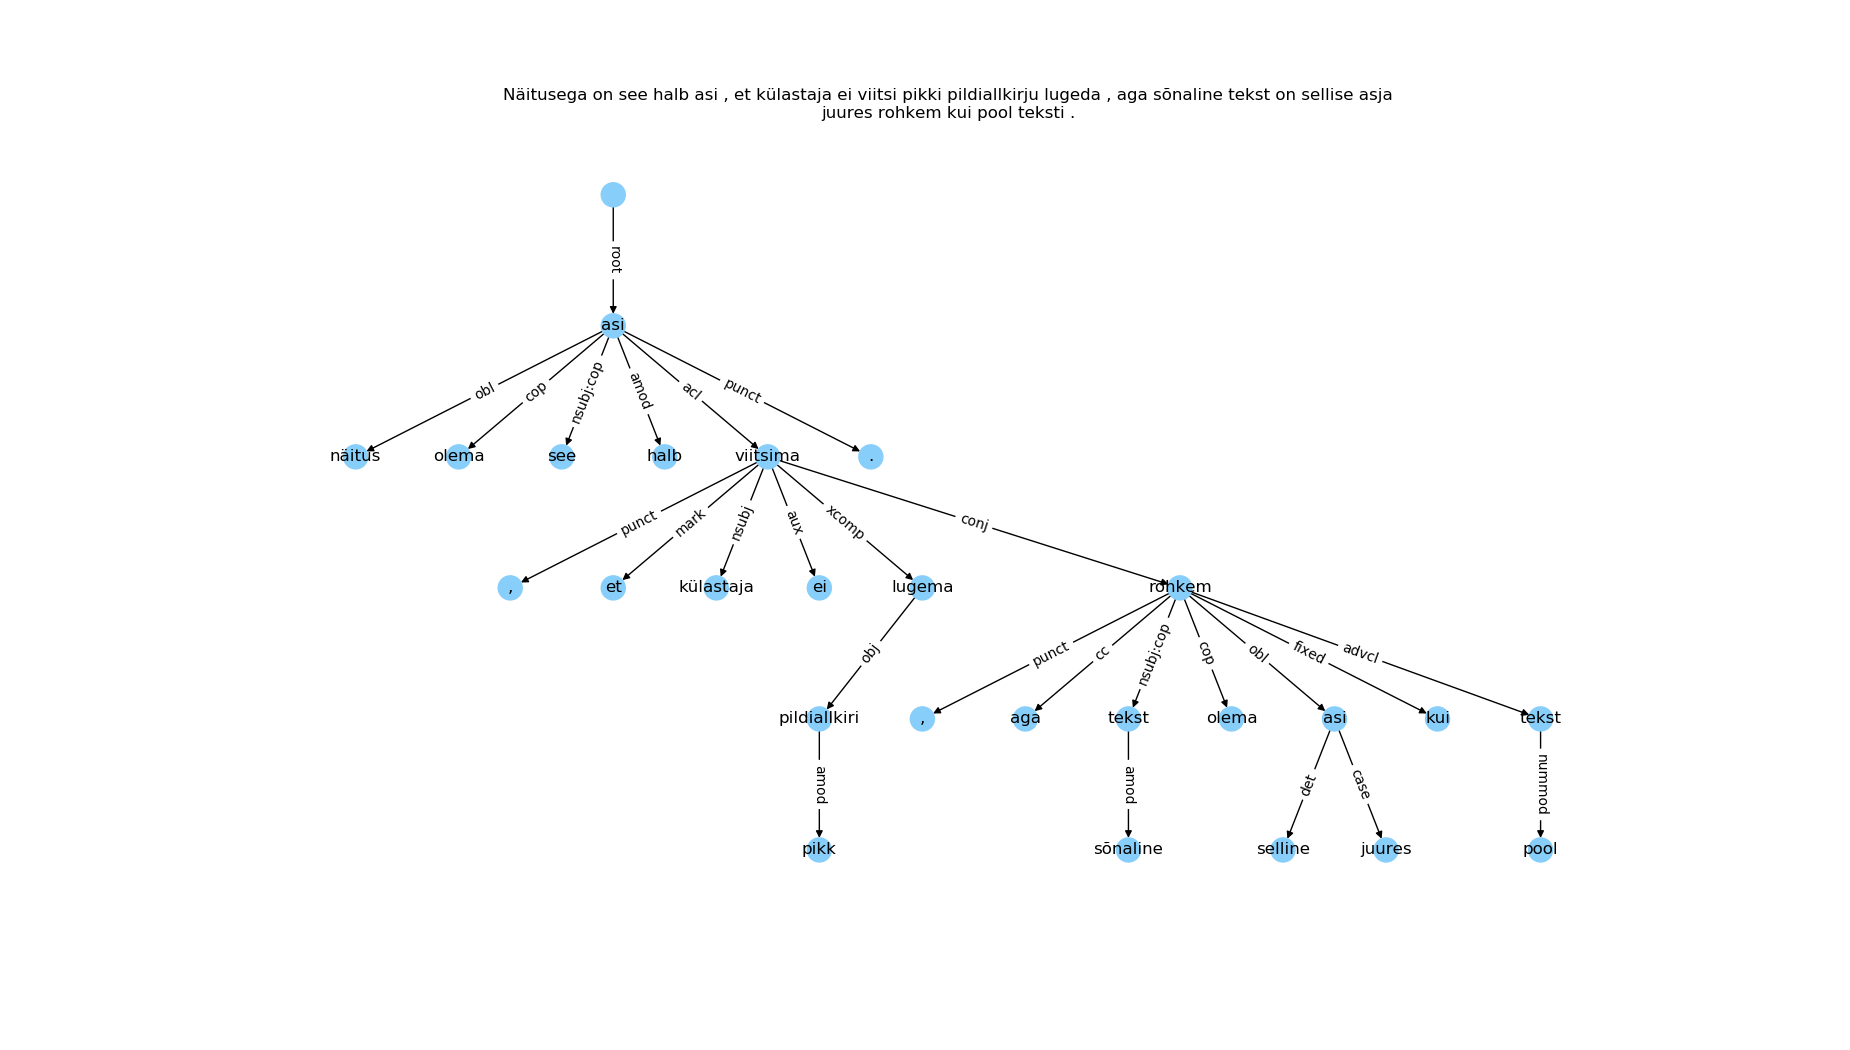 Näitusega on see halb asi , et külastaja ei viitsi pikki pildiallkirju lugeda , aga sõnaline tekst on sellise asja
juures rohkem kui pool teksti .
root
asi
obl cop nsubj:cop amod acl punct
näitus olema see halb viitsima .
punct mark nsubj aux xcomp conj
, et külastaja ei lugema rohkem
obj punct cc nsubj:cop cop obl fixed advcl
pildiallkiri , aga tekst olema asi kui tekst
amod amod det case nummod
pikk sõnaline selline juures pool